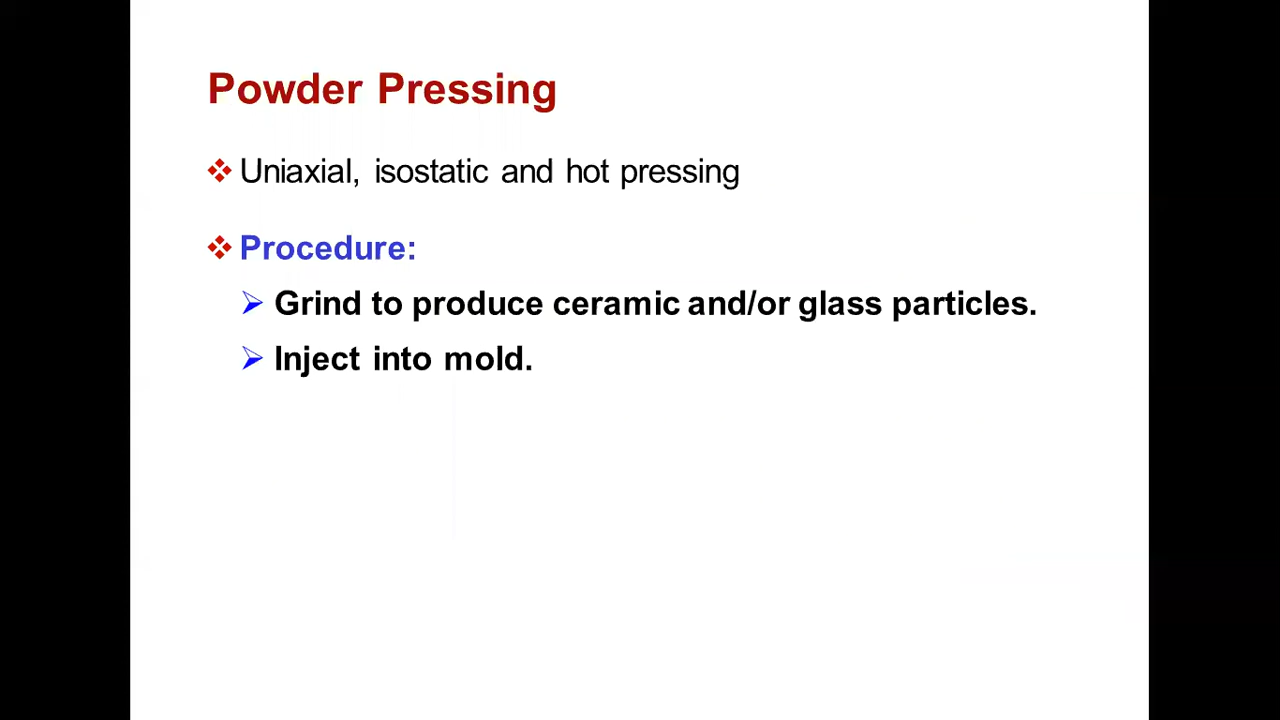 Powder Pressing
Uniaxial, isostatic and hot pressing
Procedure:
Grind to produce ceramic and/or glass particles.
Inject into mold.